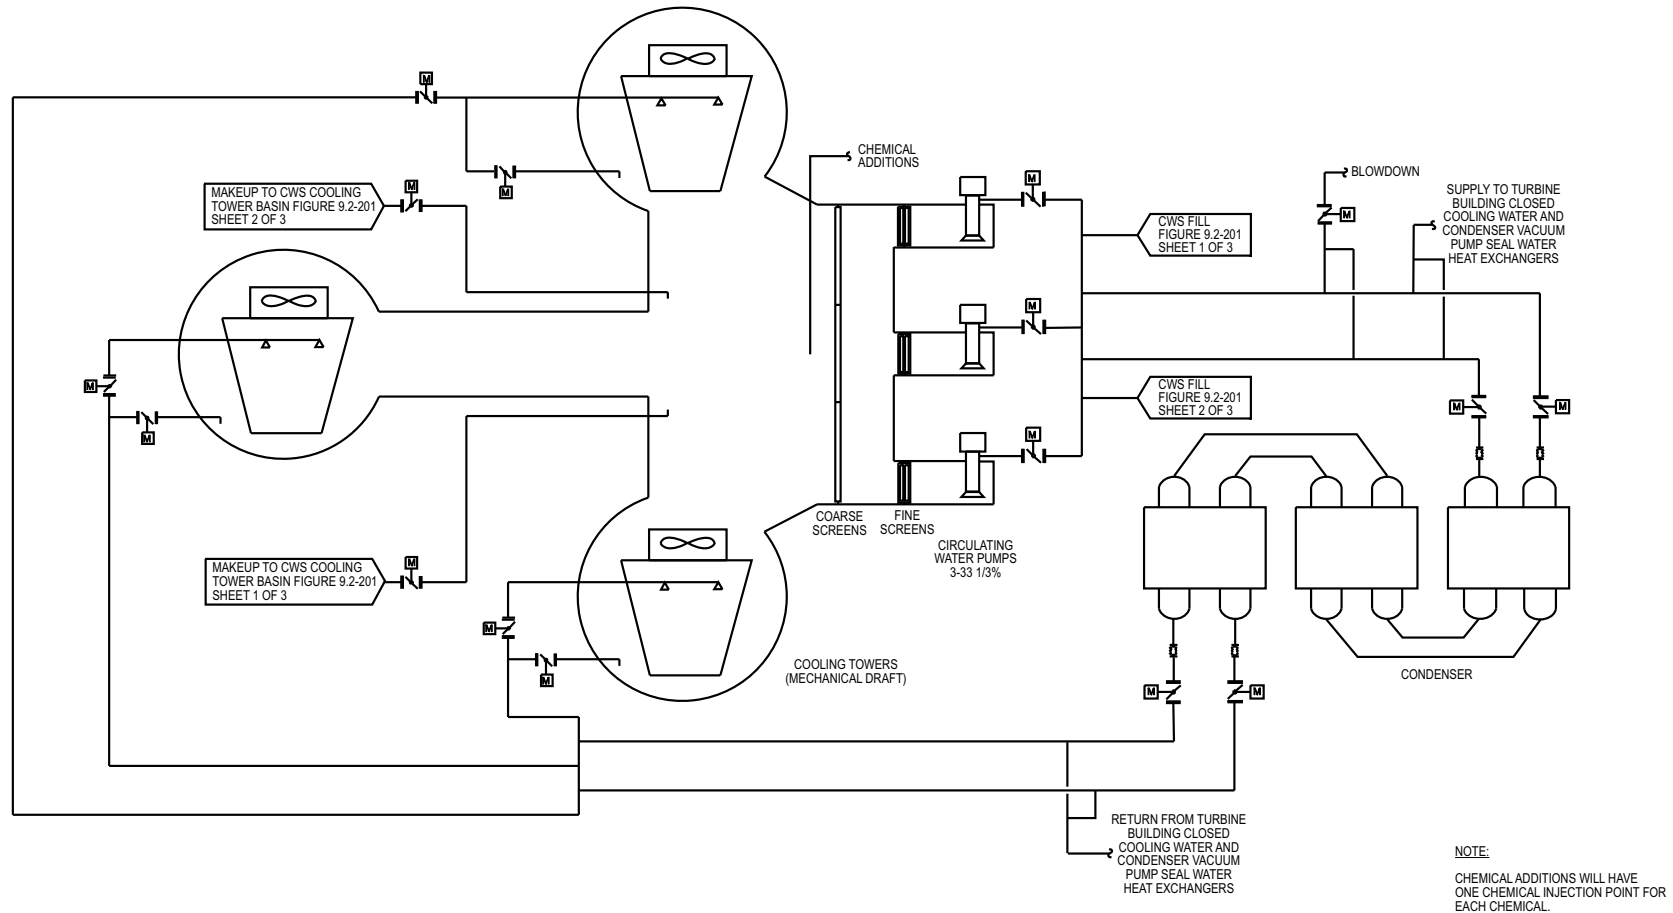 M
CHEMICAL
ADDITIONS
M
MAKEUP TO CWS COOLING
TOWER BASIN FIGURE 9.2-201
SHEET 2 OF 3
M
M
BLOWDOWN
M
SUPPLY TO TURBINE
BUILDING CLOSED
COOLING WATER AND
CONDENSER VACUUM
PUMP SEAL WATER
HEAT EXCHANGERS
CWS FILL
FIGURE 9.2-201
SHEET 1 OF 3
M
M
M
CWS FILL
FIGURE 9.2-201
SHEET 2 OF 3
M
M
M
COARSE
SCREENS
FINE
SCREENS
CIRCULATING
WATER PUMPS
3-33 1/3%
MAKEUP TO CWS COOLING
TOWER BASIN FIGURE 9.2-201
SHEET 1 OF 3
M
M
M
COOLING TOWERS
(MECHANICAL DRAFT)
CONDENSER
M
M
RETURN FROM TURBINE
BUILDING CLOSED
COOLING WATER AND
CONDENSER VACUUM
PUMP SEAL WATER
HEAT EXCHANGERS
NOTE:
CHEMICAL ADDITIONS WILL HAVE
ONE CHEMICAL INJECTION POINT FOR
EACH CHEMICAL.